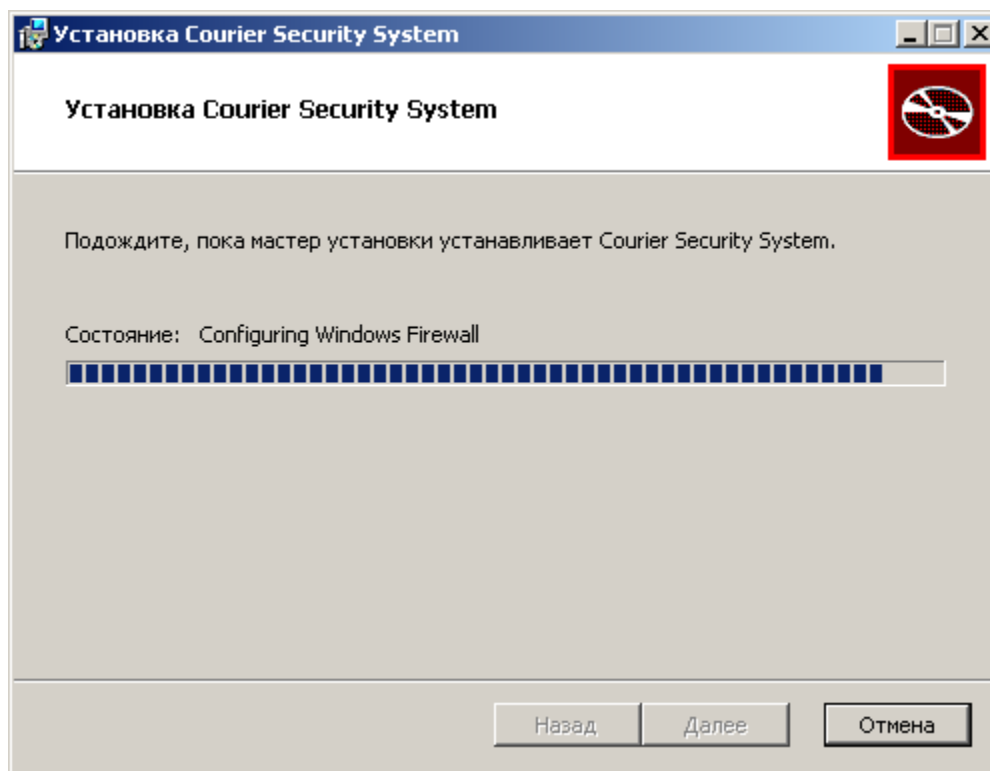 Установка Courier Security System
Установка Courier Security System
Подождите, пока мастер установки устанавливает Courier Security System.
Состояние: Configuring Windows Firewall
Назад Далее Отмена